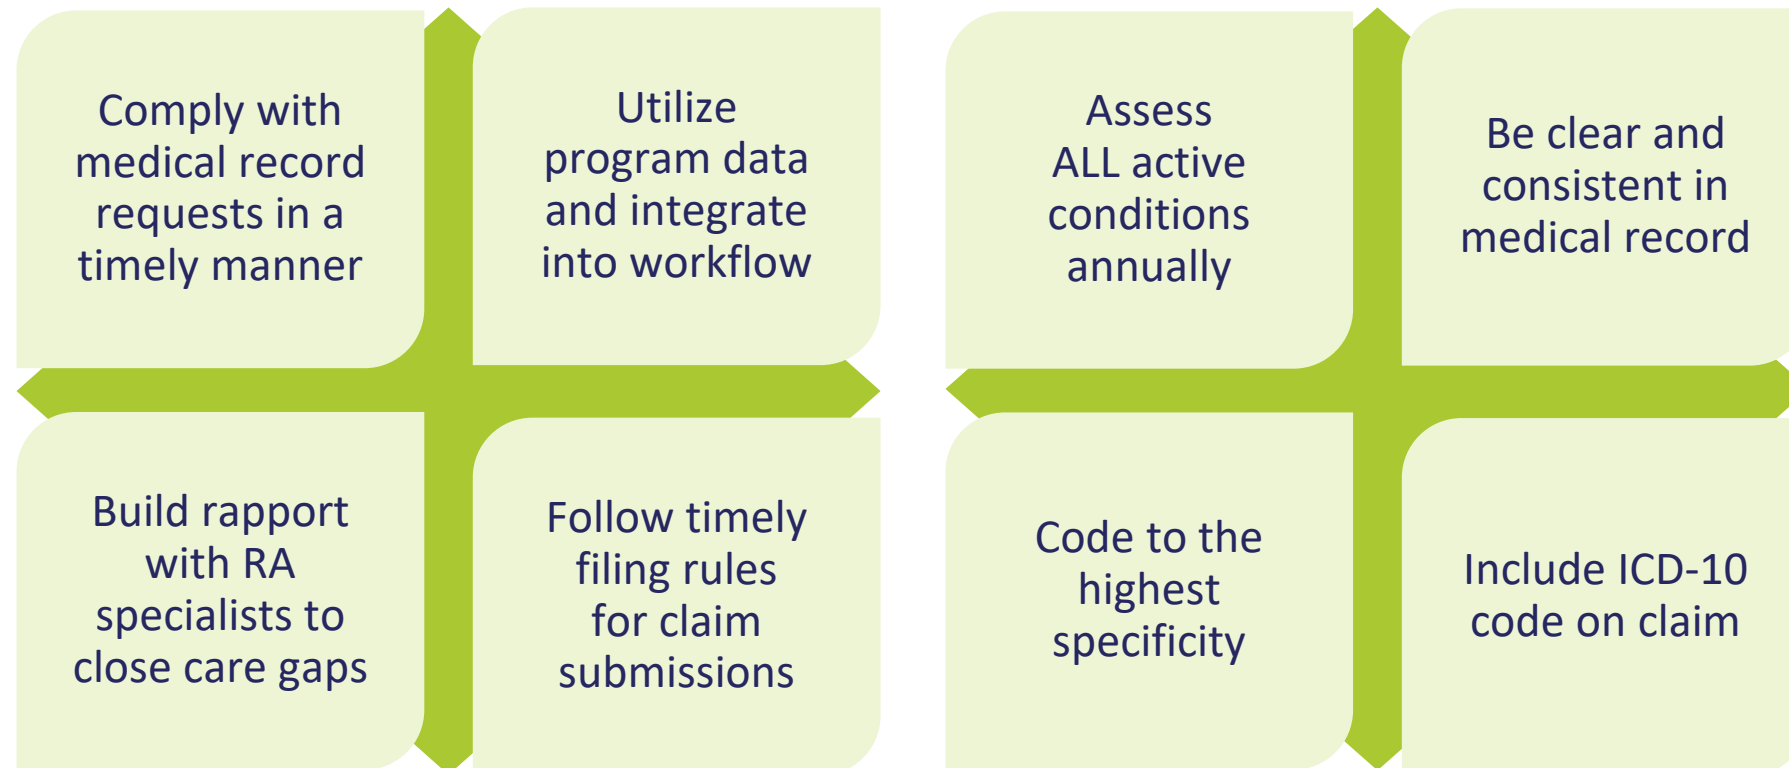 Comply with
medical record
requests in a
timely manner
Utilize
program data
and integrate
into workflow
Build rapport
with RA
specialists to
close care gaps
Follow timely
filing rules
for claim
submissions
Assess
ALL active
conditions
annually
Be clear and
consistent in
medical record
Code to the
highest
specificity
Include ICD-10
code on claim